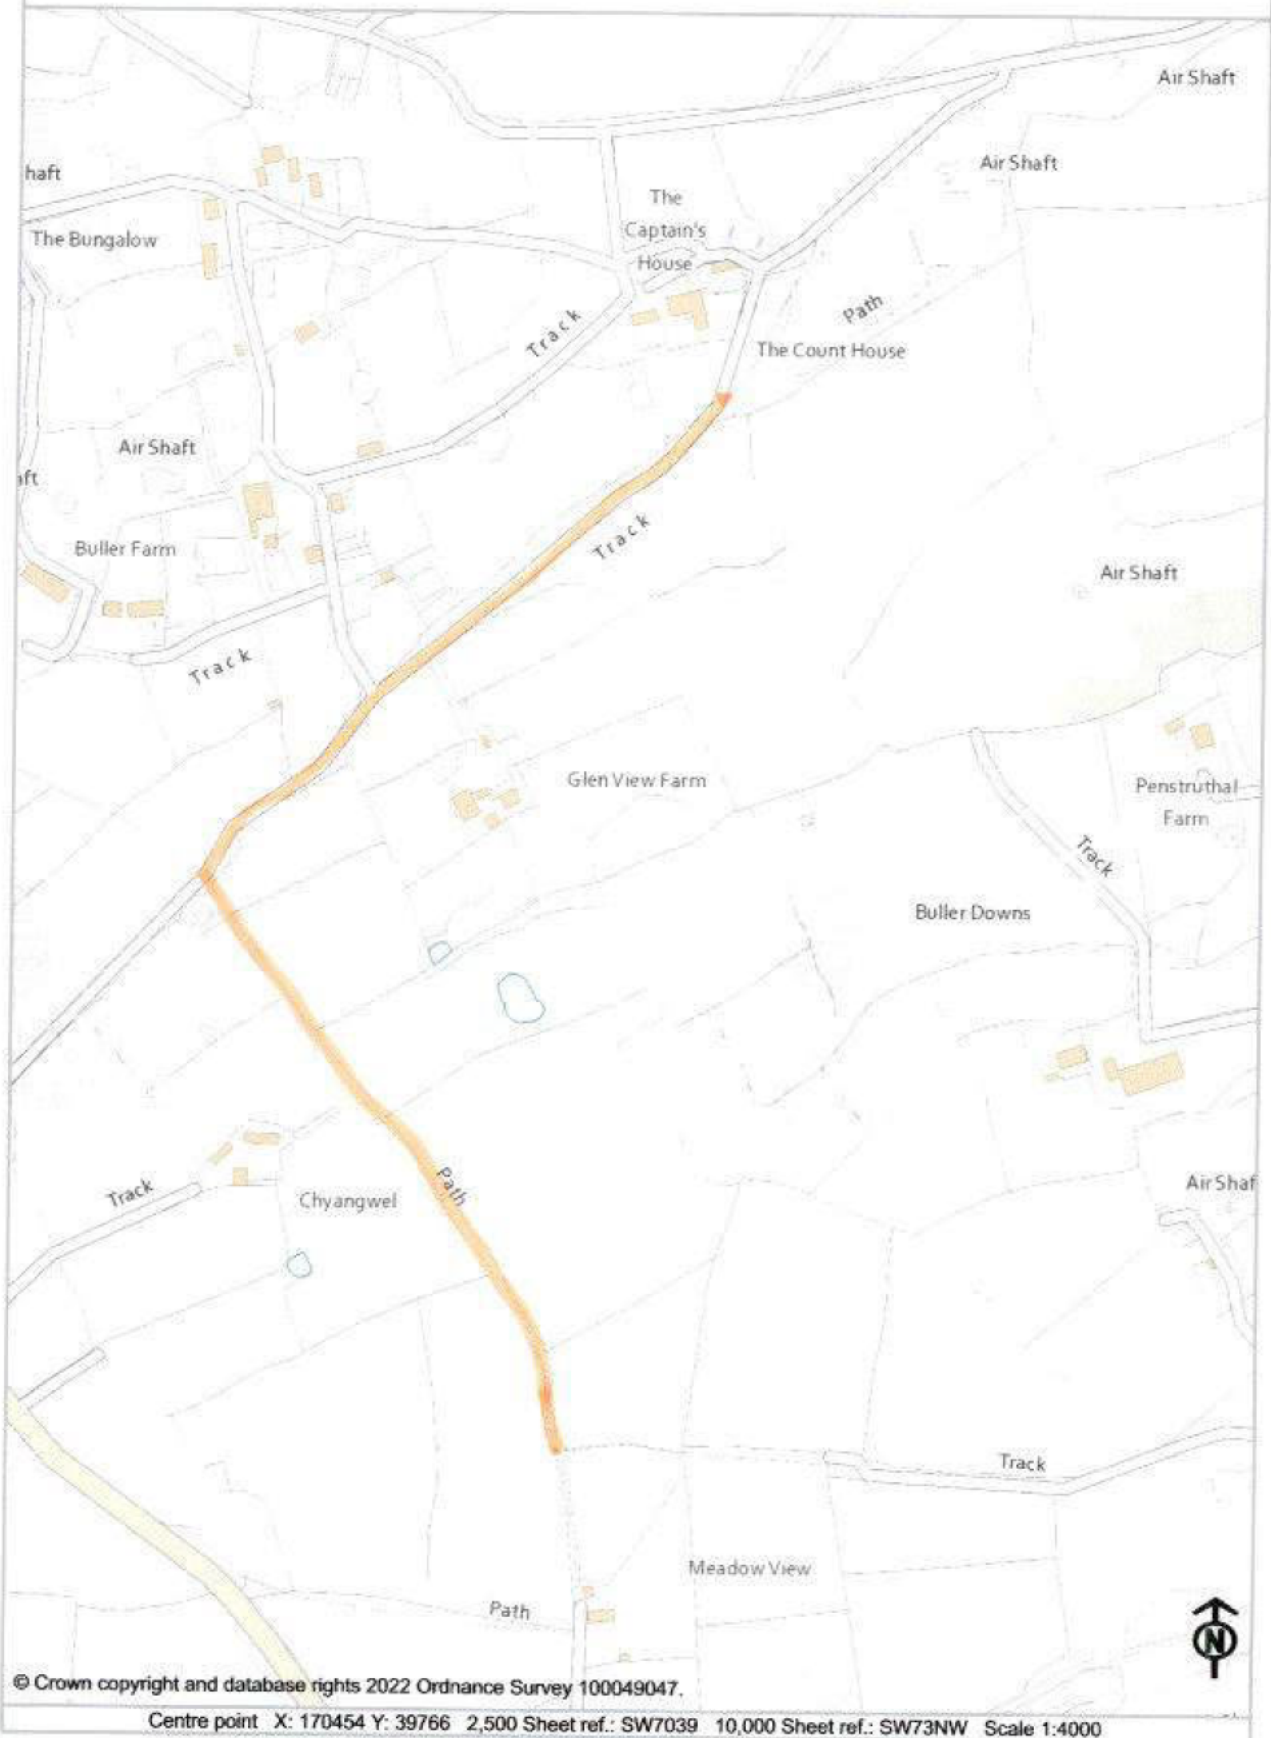 Air Shaft
Air Shaft
haft
The
Captain's
House
The Bungalow
Path
Track
The Count House
Air Shaft
aft
Track
Buller Farm
Air Shaft
Track
Glen View Farm
Penstruthal
Farm
Track
Buller Downs
Path
Track
Chyangwel
Air Shaf
Track
Meadow View
Path
N
© Crown copyright and database rights 2022 Ordnance Survey 100049047.
Centre point X: 170454 Y: 39766 2,500 Sheet ref.: SW7039 10,000 Sheet ref.: SW73NW Scale 1:4000